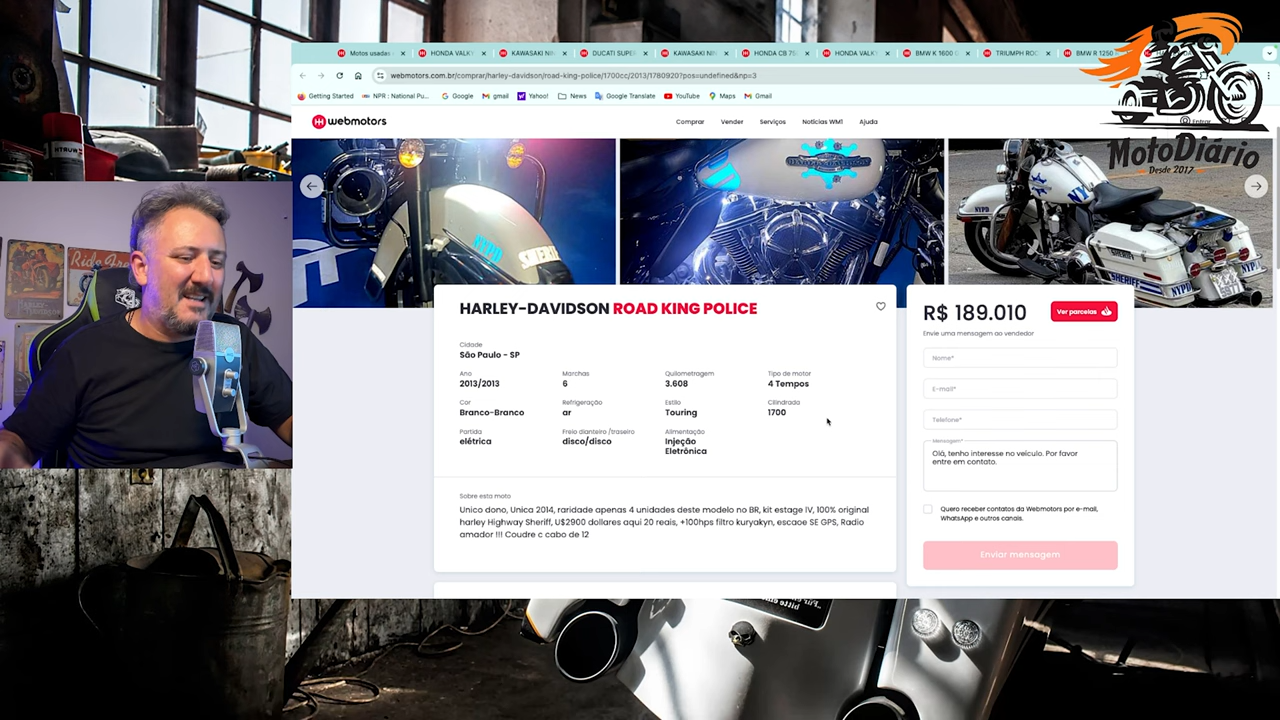 Motos usadas
HONDA VALKY
KAWASAKI NIN
DUCATI SUPER
KAWASAKI NIN
HONDA CB 75
HONDA VALKY
BMW K 1600 G
TRIUMPH ROC
BMW R 1250
webmotors.com.br/comprar/harley-davidson/road-king-police/1700cc/2013/1780920?pos=undefined&np=3
Getting Started
NPR : National Pu...
Google
gmail
Yahoo!
News
Google Translate
YouTube
Maps
Gmail
webmotors
Comprar
Vender
Serviços
Notícias WM1
Ajuda
Entrar
MotoDiário
Desde 2017
NYPD
SHERIFF
HARLEY-DAVIDSON ROAD KING POLICE
Cidade
São Paulo - SP
Ano
2013/2013
Marchas
6
Quilometragem
3.608
Tipo de motor
4 Tempos
Cor
Branco-Branco
Refrigeração
ar
Estilo
Touring
Cilindrada
1700
Partida
elétrica
Freio dianteiro /traseiro
disco/disco
Alimentação
Injeção
Eletrônica
Sobre esta moto
Unico dono, Unica 2014, raridade apenas 4 unidades deste modelo no BR, kit estage IV, 100% original
harley Highway Sheriff, U$2900 dollares aqui 20 reais, +100hps filtro kuryakyn, escaoe SE GPS, Radio
amador !!! Coudre c cabo de 12
R$ 189.010
Ver parcelas
Envie uma mensagem ao vendedor
Nome*
E-mail*
Telefone*
Mensagem*
Olá, tenho interesse no veículo. Por favor
entre em contato.
Quero receber contatos da Webmotors por e-mail,
WhatsApp e outros canais.
Enviar mensagem